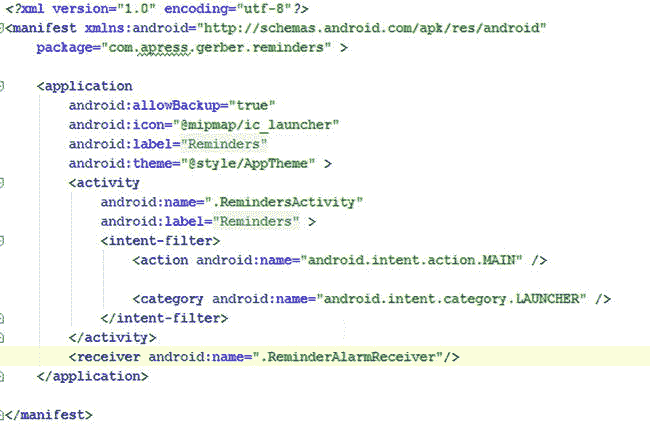 <?xml version="1.0" encoding="utf-8"?>
<manifest xmlns:android="http://schemas.android.com/apk/res/android"
    package="com.apress.gerber.reminders" >

    <application
        android:allowBackup="true"
        android:icon="@mipmap/ic_launcher"
        android:label="Reminders"
        android:theme="@style/AppTheme" >
        <activity
            android:name=".RemindersActivity"
            android:label="Reminders" >
            <intent-filter>
                <action android:name="android.intent.action.MAIN" />

                <category android:name="android.intent.category.LAUNCHER" />
            </intent-filter>
        </activity>
        <receiver android:name=".ReminderAlarmReceiver"/>
    </application>

</manifest>